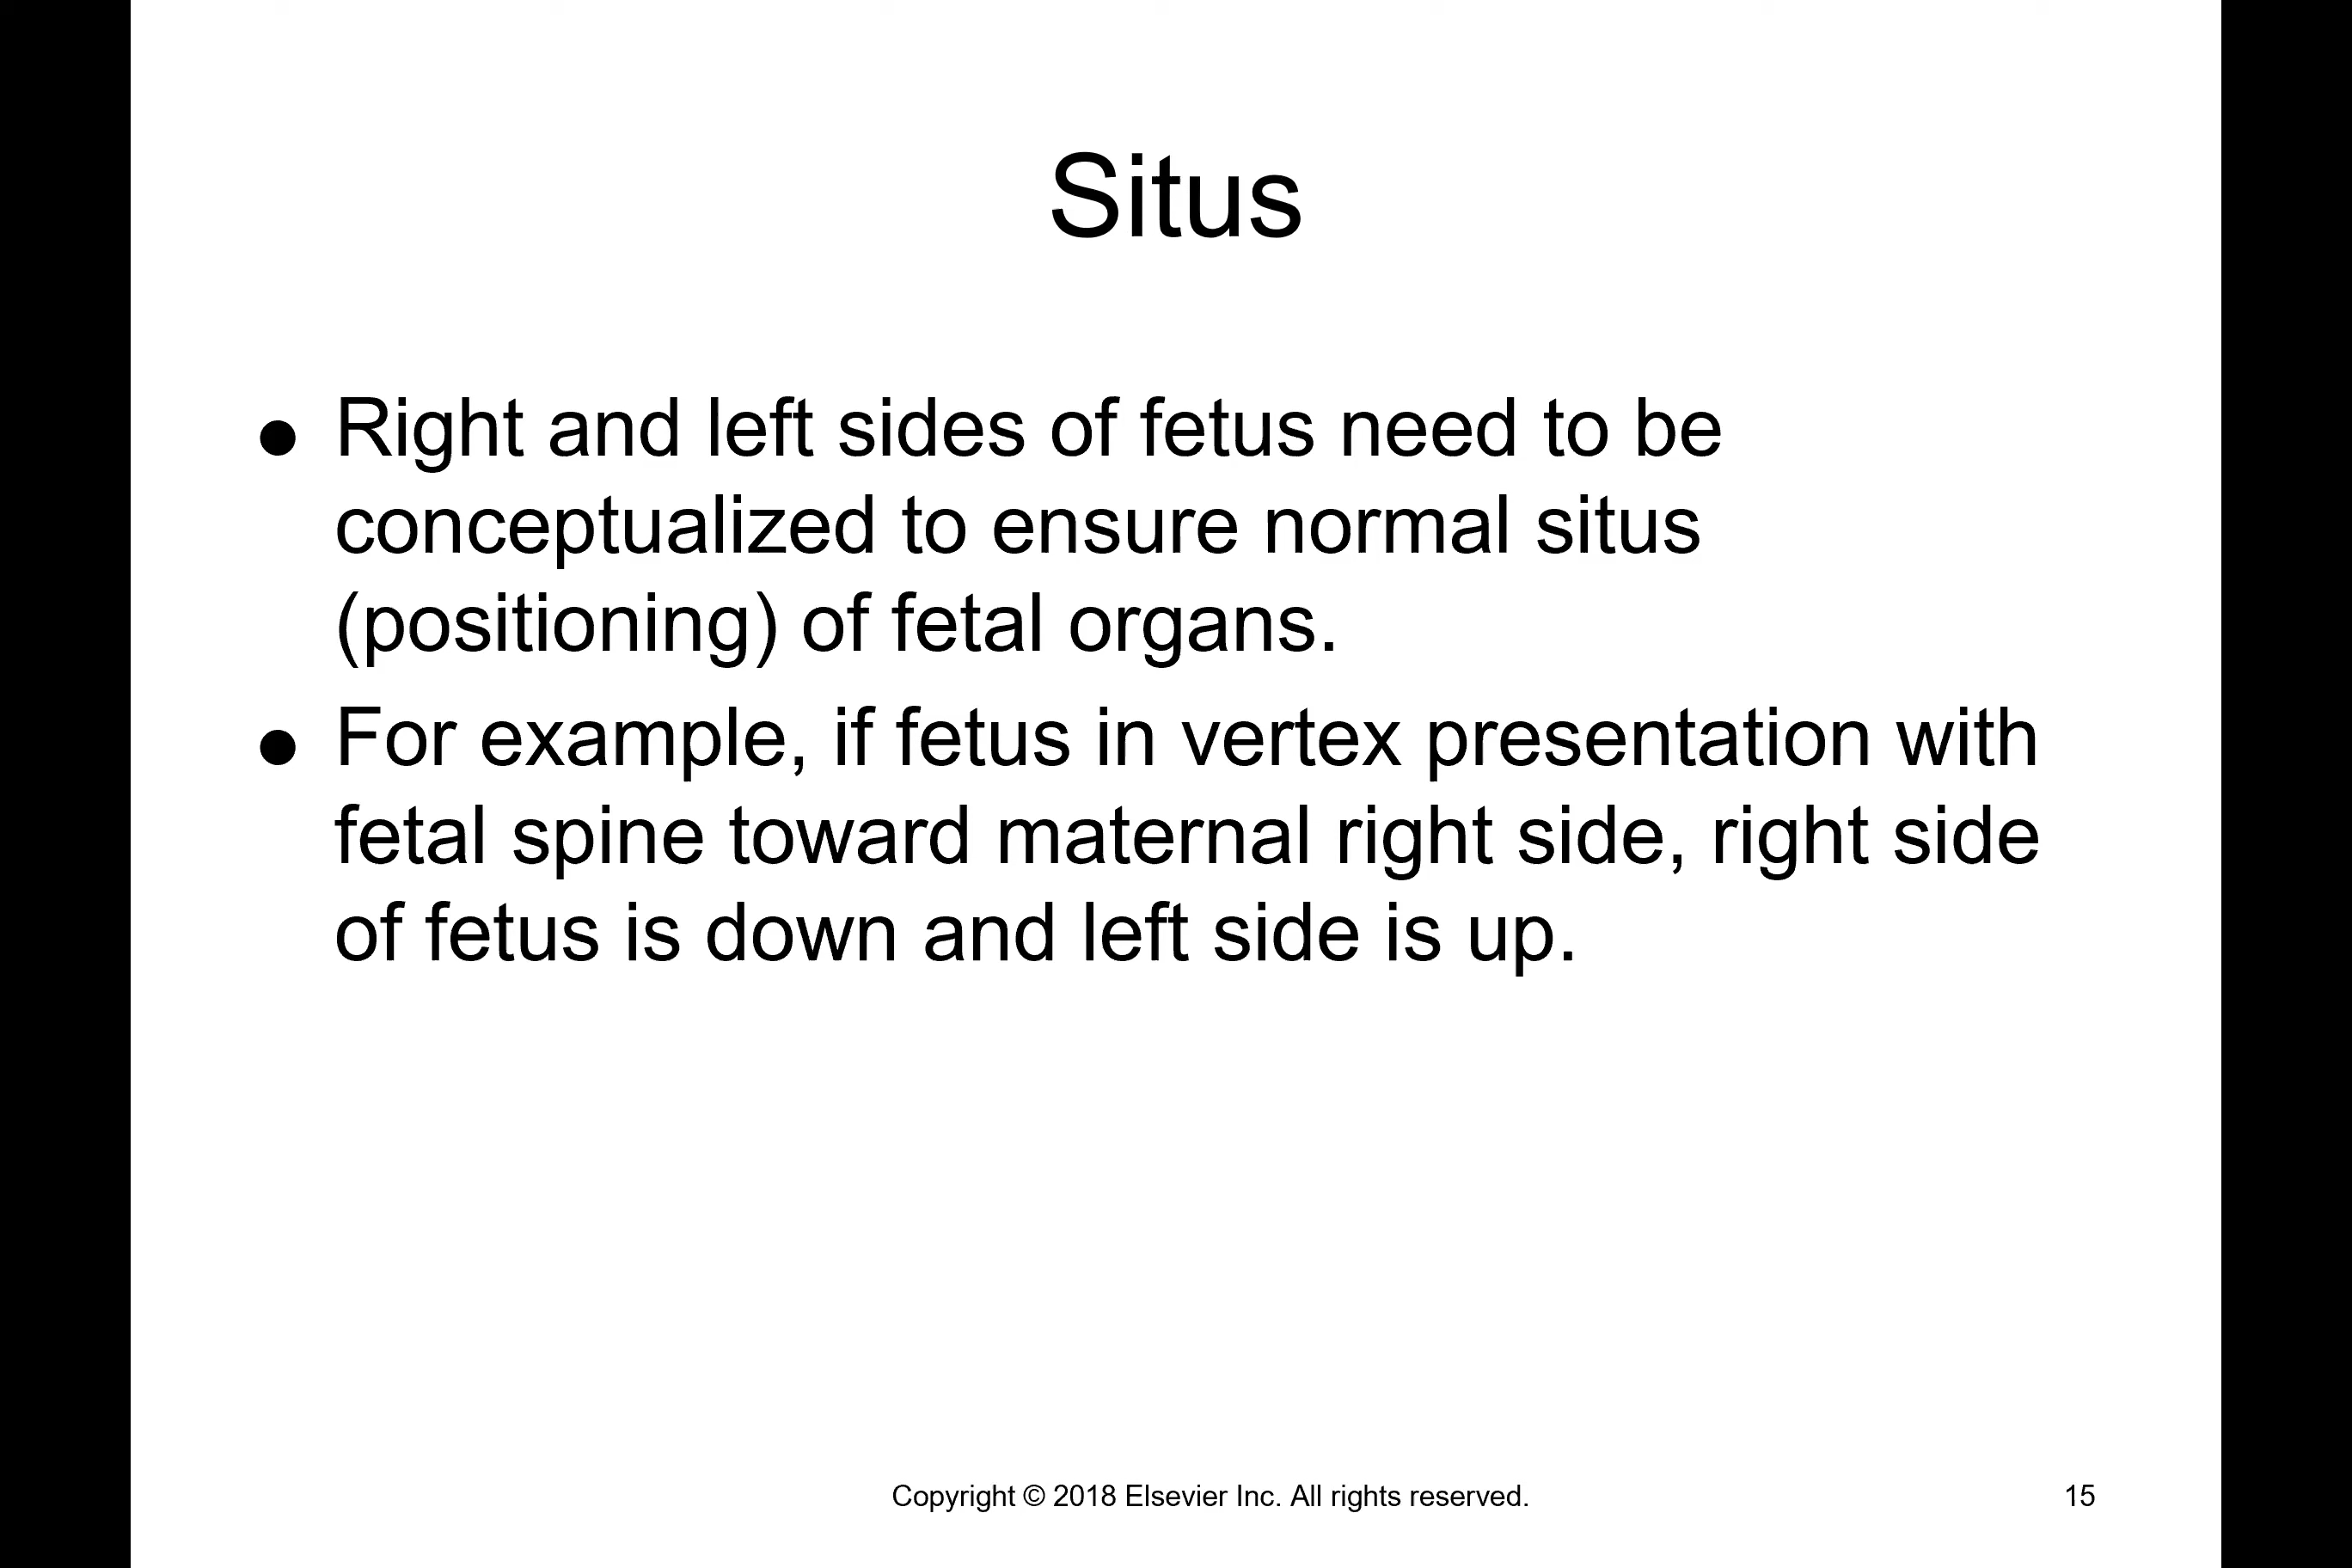 Situs
● Right and left sides of fetus need to be
conceptualized to ensure normal situs
(positioning) of fetal organs.
● For example, if fetus in vertex presentation with
fetal spine toward maternal right side, right side
of fetus is down and left side is up.
Copyright © 2018 Elsevier Inc. All rights reserved.
15